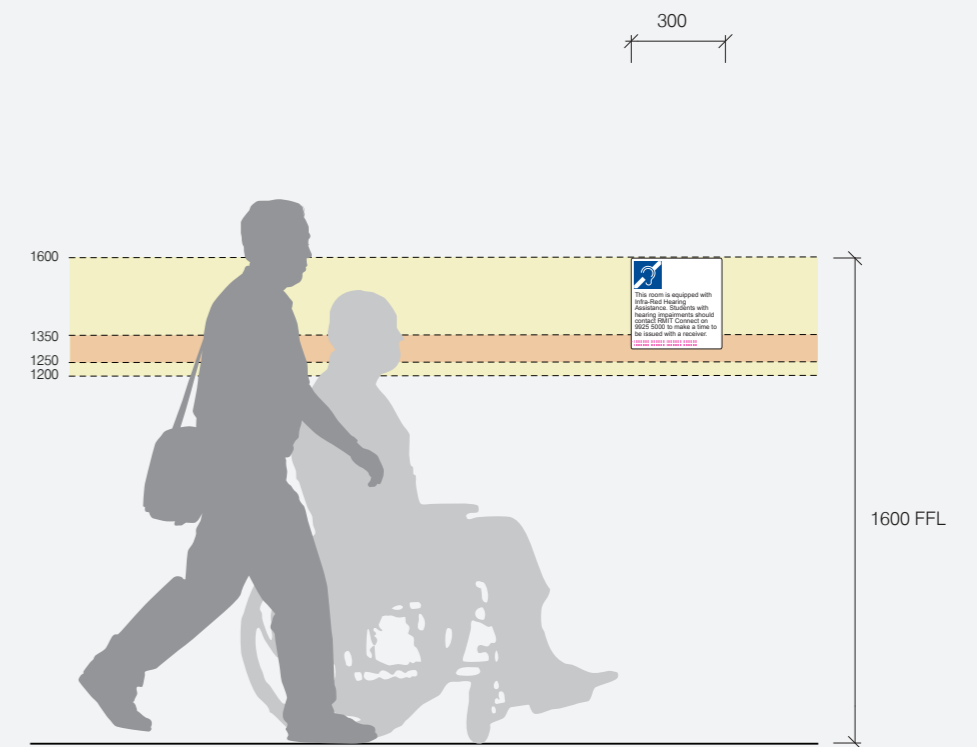 300
1600
1350
1250
1200
This room is equipped with
Infra-Red Hearing
Assistance. Students with
hearing impairments should
contact RMIT Connect on
9925 5000 to make a time to
be issued with a receiver.
1600 FFL